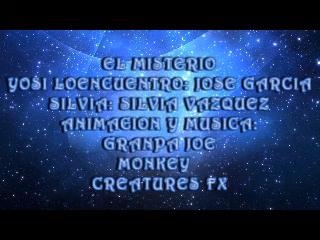 EL MISTERIO
YOSI LOENCUENTRO: JOSE GARCIA
SILVIA: SILVIA VAZQUEZ
ANIMACION Y MUSICA:
GRANPA JOE
MONKEY
CREATURES FX